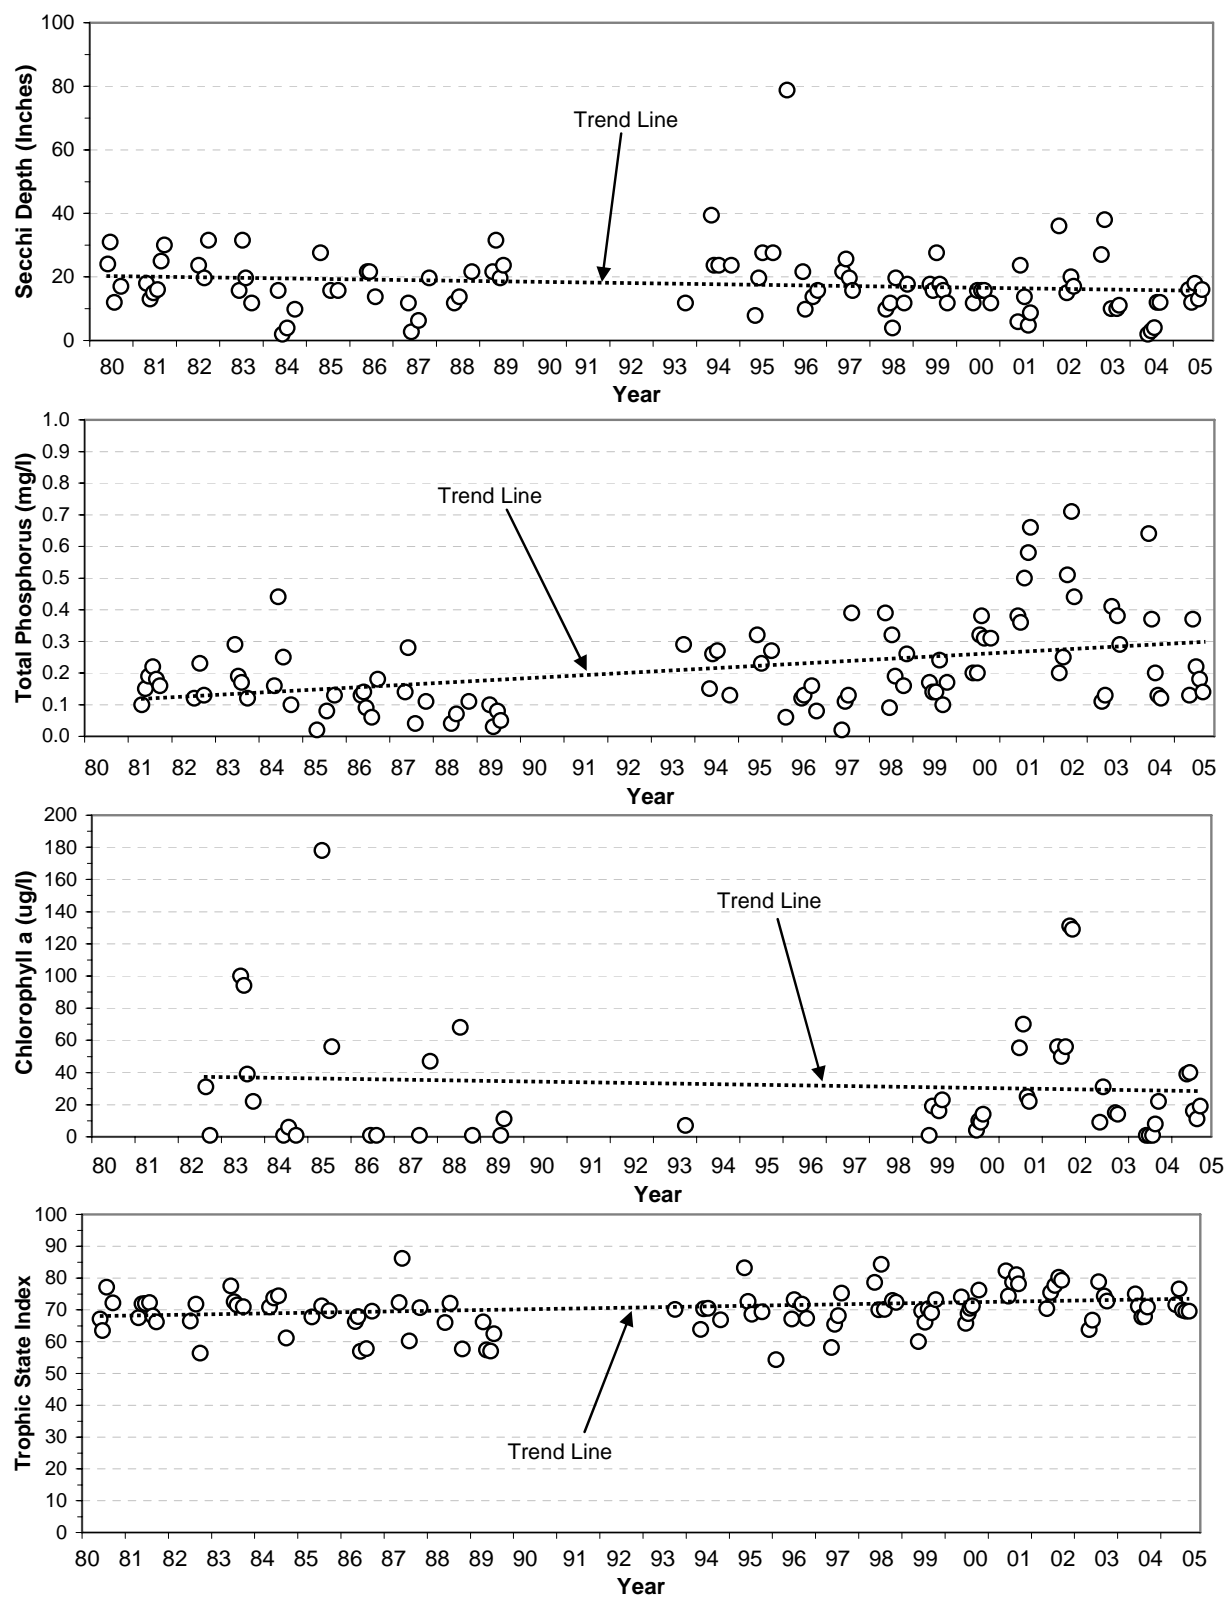 100
80
60
40
20
0
Secchi Depth (Inches)
Trend Line
80 81 82 83 84 85 86 87 88 89 90 91 92 93 94 95 96 97 98 99 00 01 02 03 04 05
Year
1.0
0.9
0.8
0.7
0.6
0.5
0.4
0.3
0.2
0.1
0.0
Total Phosphorus (mg/l)
Trend Line
80 81 82 83 84 85 86 87 88 89 90 91 92 93 94 95 96 97 98 99 00 01 02 03 04 05
Year
200
180
160
140
120
100
80
60
40
20
0
Chlorophyll a (ug/l)
Trend Line
80 81 82 83 84 85 86 87 88 89 90 91 92 93 94 95 96 97 98 99 00 01 02 03 04 05
Year
100
90
80
70
60
50
40
30
20
10
0
Trophic State Index
Trend Line
80 81 82 83 84 85 86 87 88 89 90 91 92 93 94 95 96 97 98 99 00 01 02 03 04 05
Year